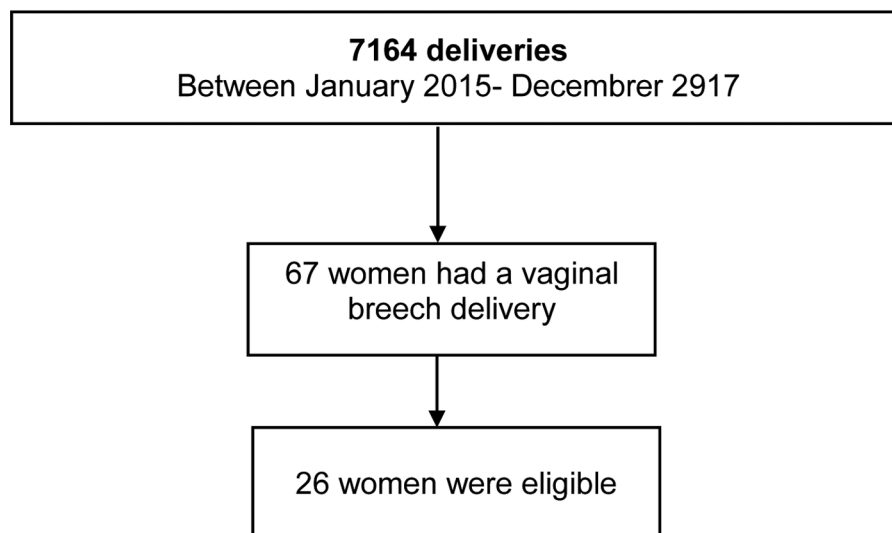 7164 deliveries
Between January 2015- Decembrer 2917
67 women had a vaginal
breech delivery
26 women were eligible